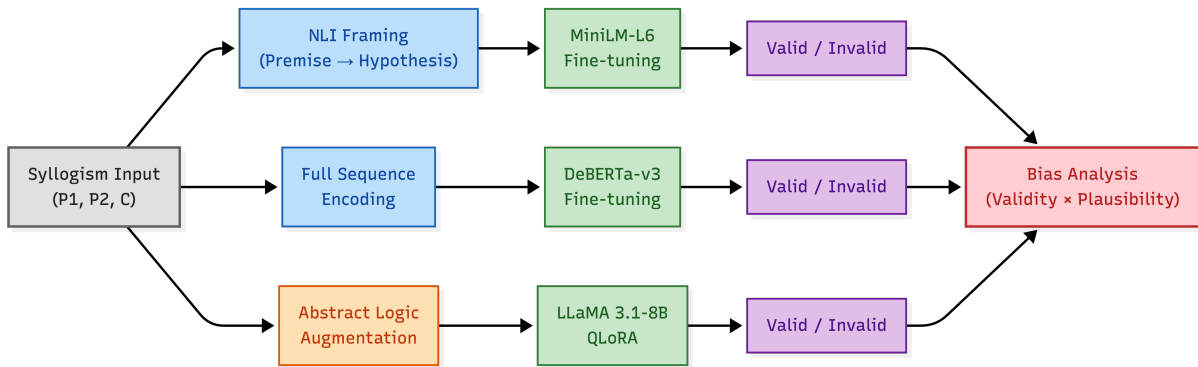 Syllogism Input
(P1, P2, C)
NLI Framing
(Premise → Hypothesis)
MiniLM-L6
Fine-tuning
Valid / Invalid
Full Sequence
Encoding
DeBERTa-v3
Fine-tuning
Valid / Invalid
Abstract Logic
Augmentation
LLaMA 3.1-8B
QLoRA
Valid / Invalid
Bias Analysis
(Validity × Plausibility)